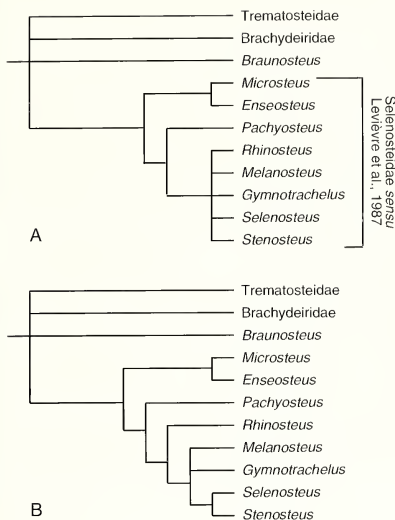 Trematosteidae
Brachydeiridae
Braunosteus
Microsteus
Enseosteus
Pachyosteus
Rhinosteus
Melanosteus
Gymnotrachelus
Selenosteus
Stenosteus
Selenosteidae sensu
Levièvre et al., 1987
A
Trematosteidae
Brachydeiridae
Braunosteus
Microsteus
Enseosteus
Pachyosteus
Rhinosteus
Melanosteus
Gymnotrachelus
Selenosteus
Stenosteus
B